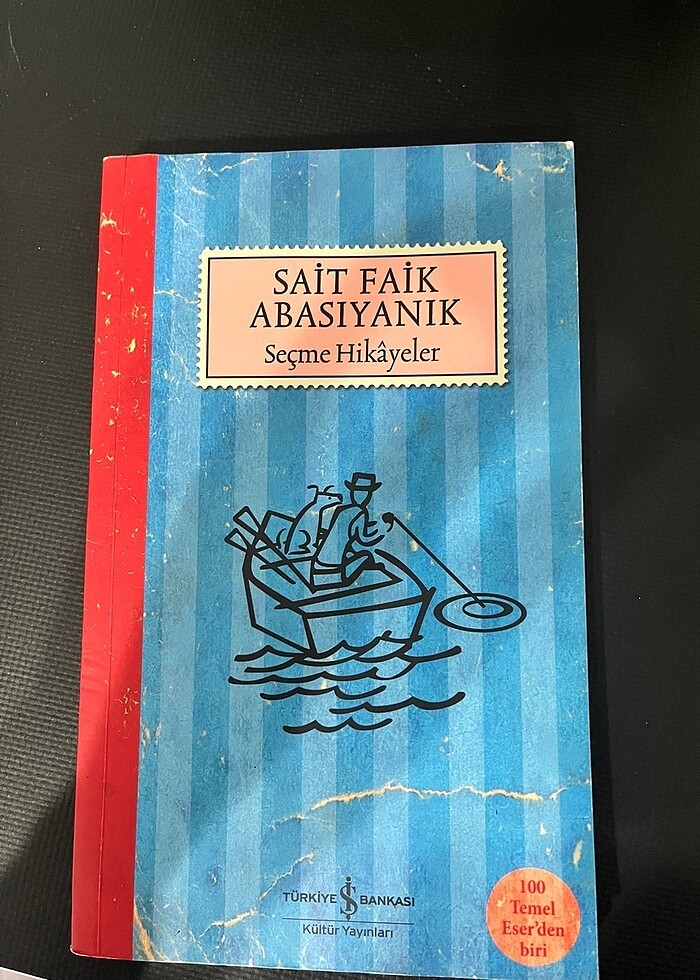 SAİT FAİK
ABASIYANIK
Seçme Hikâyeler
TÜRKİYE İŞ BANKASI
Kültür Yayınları
100
Temel
Eser'den
biri